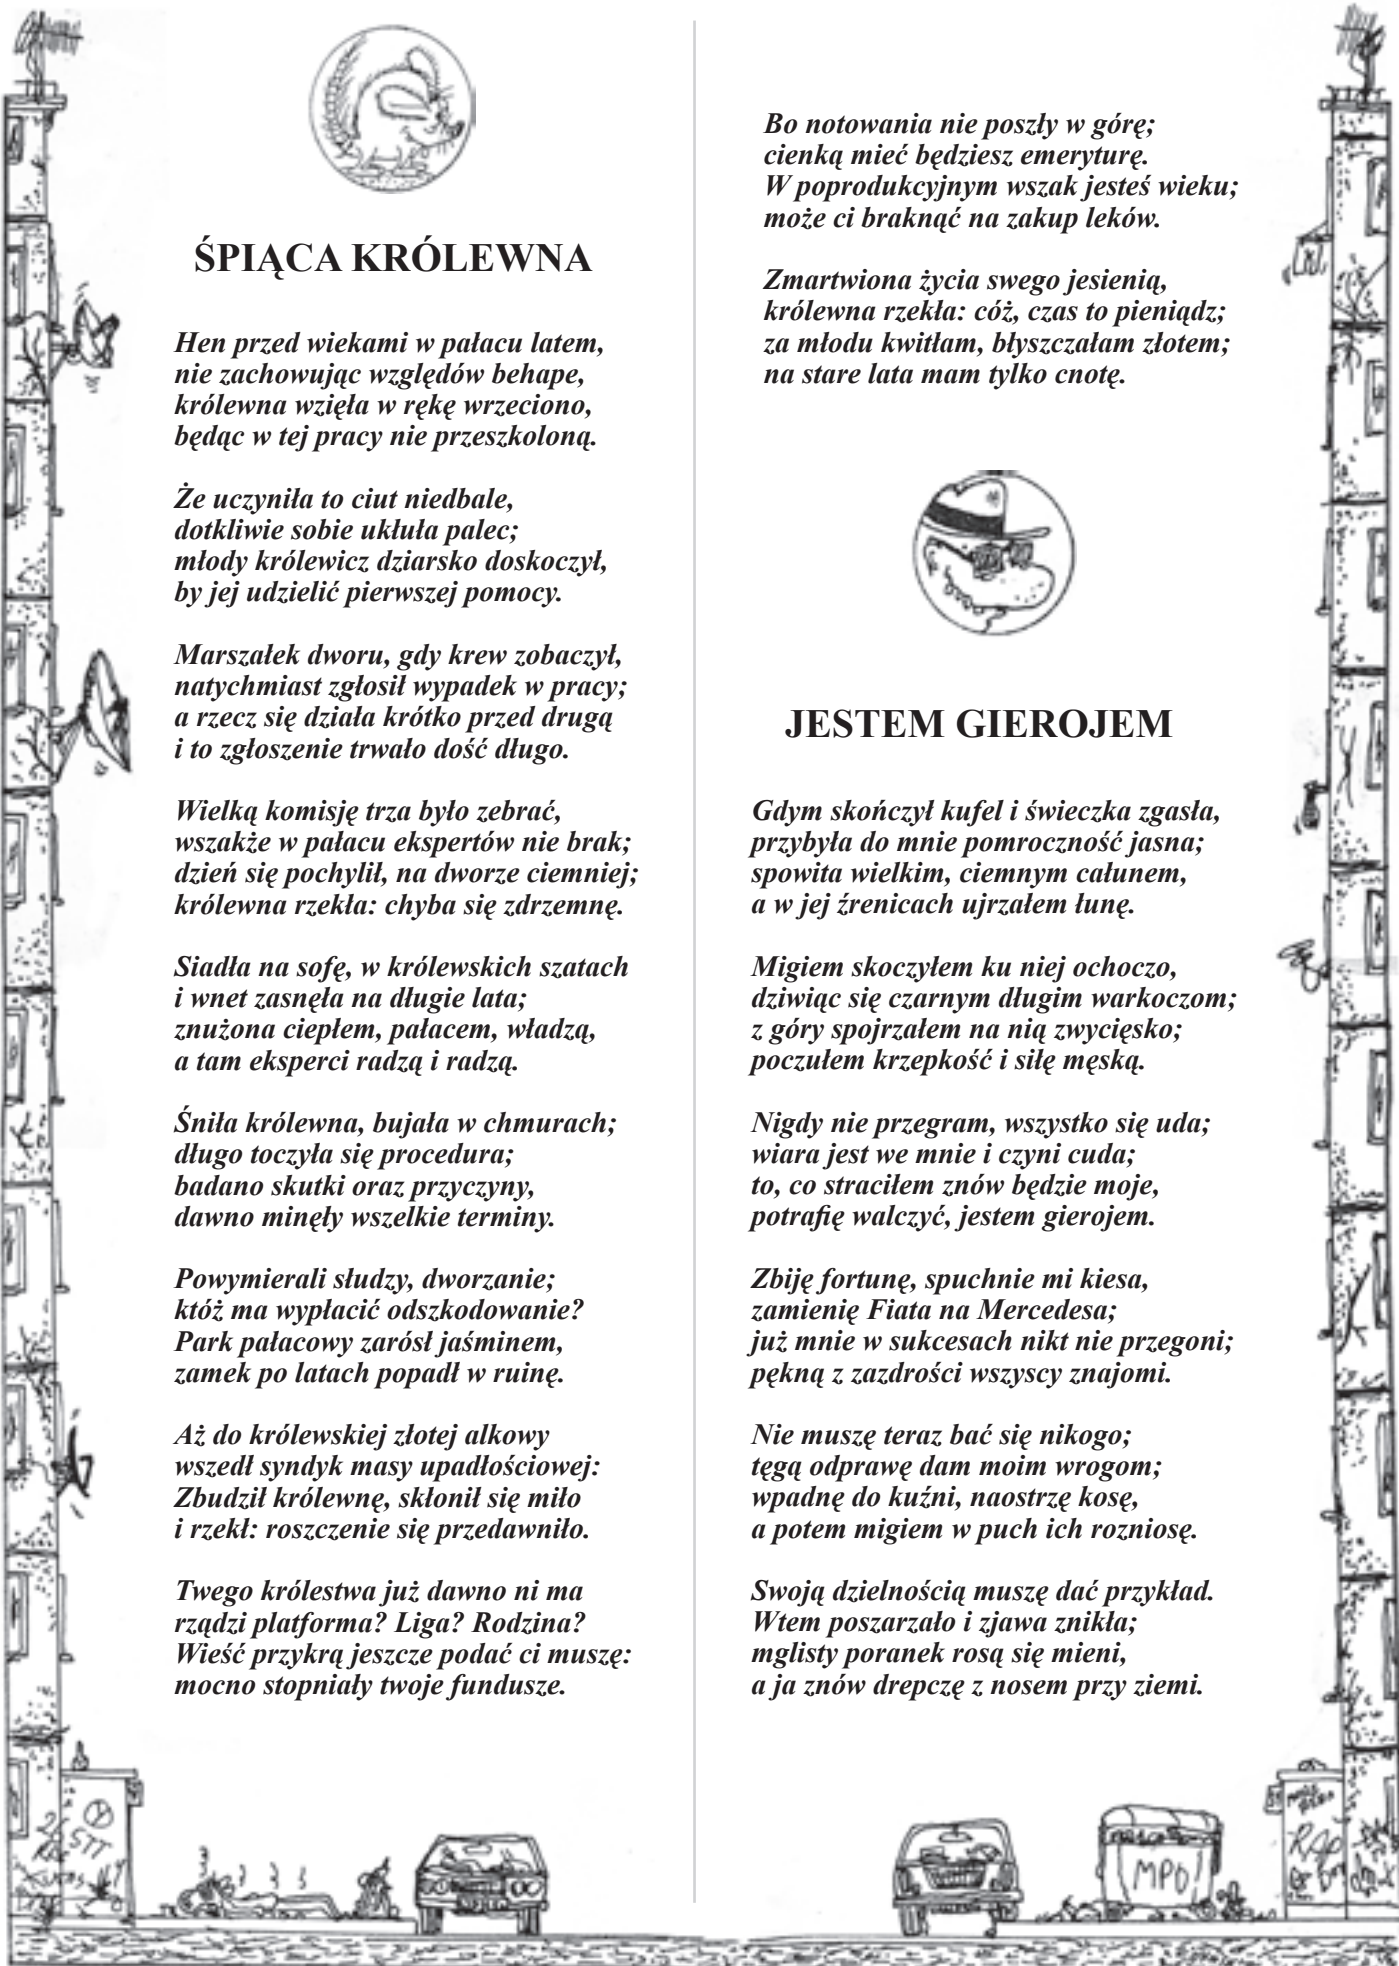 ŚPIĄCA KRÓLEWNA
Hen przed wiekami w pałacu latem,
nie zachowując względów behape,
królewna wzięła w rękę wrzeciono,
będąc w tej pracy nie przeszkoloną.
Że uczyniła to ciut niedbale,
dotkliwie sobie ukłuła palec;
młody królewicz dziarsko doskoczył,
by jej udzielić pierwszej pomocy.
Marszałek dworu, gdy krew zobaczył,
natychmiast zgłosił wypadek w pracy;
a rzecz się działa krótko przed drugą
i to zgłoszenie trwało dość długo.
Wielką komisję trza było zebrać,
wszakże w pałacu ekspertów nie brak;
dzień się pochylił, na dworze ciemniej;
królewna rzekła: chyba się zdrzemnę.
Siadła na sofę, w królewskich szatach
i wnet zasnęła na długie lata;
znużona ciepłem, pałacem, władzą,
a tam eksperci radzą i radzą.
Śniła królewna, bujała w chmurach;
długo toczyła się procedura;
badano skutki oraz przyczyny,
dawno minęły wszelkie terminy.
Powymierali słudzy, dworzanie;
któż ma wypłacić odszkodowanie?
Park pałacowy zarósł jaśminem,
zamek po latach popadł w ruinę.
Aż do królewskiej złotej alkowy
wszedł syndyk masy upadłościowej:
Zbudził królewnę, skłonił się miło
i rzekł: roszczenie się przedawniło.
Twego królestwa już dawno ni ma
rządzi platforma? Liga? Rodzina?
Wieść przykrą jeszcze podać ci muszę:
mocno stopniały twoje fundusze.
Bo notowania nie poszły w górę;
cienką mieć będziesz emeryturę.
W poprodukcyjnym wszak jesteś wieku;
może ci braknąć na zakup leków.
Zmartwiona życia swego jesienią,
królewna rzekła: cóż, czas to pieniądz;
za młodu kwitłam, błyszczałam złotem;
na stare lata mam tylko cnotę.
JESTEM GIEROJEM
Gdym skończył kufel i świeczka zgasła,
przybyła do mnie pomroczność jasna;
spowita wielkim, ciemnym całunem,
a w jej źrenicach ujrzałem łunę.
Migiem skoczyłem ku niej ochoczo,
dziwiąc się czarnym długim warkoczom;
z góry spojrzałem na nią zwycięsko;
poczułem krzepkość i siłę męską.
Nigdy nie przegram, wszystko się uda;
wiara jest we mnie i czyni cuda;
to, co straciłem znów będzie moje,
potrafię walczyć, jestem gierojem.
Zbiję fortunę, spuchnie mi kiesa,
zamienię Fiata na Mercedesa;
już mnie w sukcesach nikt nie przegoni;
pękną z zazdrości wszyscy znajomi.
Nie muszę teraz bać się nikogo;
tęgą odprawę dam moim wrogom;
wpadnę do kuźni, naostrzę kosę,
a potem migiem w puch ich rozniosę.
Swoją dzielnością muszę dać przykład.
Wtem poszarzało i zjawa znikła;
mglisty poranek rosą się mieni,
a ja znów drepczę z nosem przy ziemi.
MPO
RAP